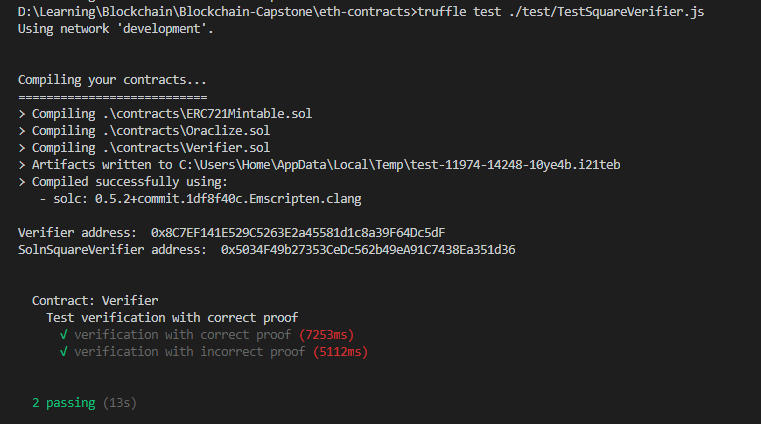 D:\Learning\Blockchain\Blockchain-Capstone\eth-contracts>truffle test ./test/TestSquareVerifier.js
Using network 'development'.
Compiling your contracts...
===========================
> Compiling .\contracts\ERC721Mintable.sol
> Compiling .\contracts\Oraclize.sol
> Compiling .\contracts\Verifier.sol
> Artifacts written to C:\Users\Home\AppData\Local\Temp\test-11974-14248-10ye4b.i21teb
> Compiled successfully using:
- solc: 0.5.2+commit.1df8f40c.Emscripten.clang
Verifier address:  0x8C7EF141E529C5263E2a45581d1c8a39F64Dc5dF
SolnSquareVerifier address:  0x5034F49b27353CeDc562b49eA91C7438Ea351d36
Contract: Verifier
Test verification with correct proof
√ verification with correct proof (7253ms)
√ verification with incorrect proof (5112ms)
2 passing (13s)